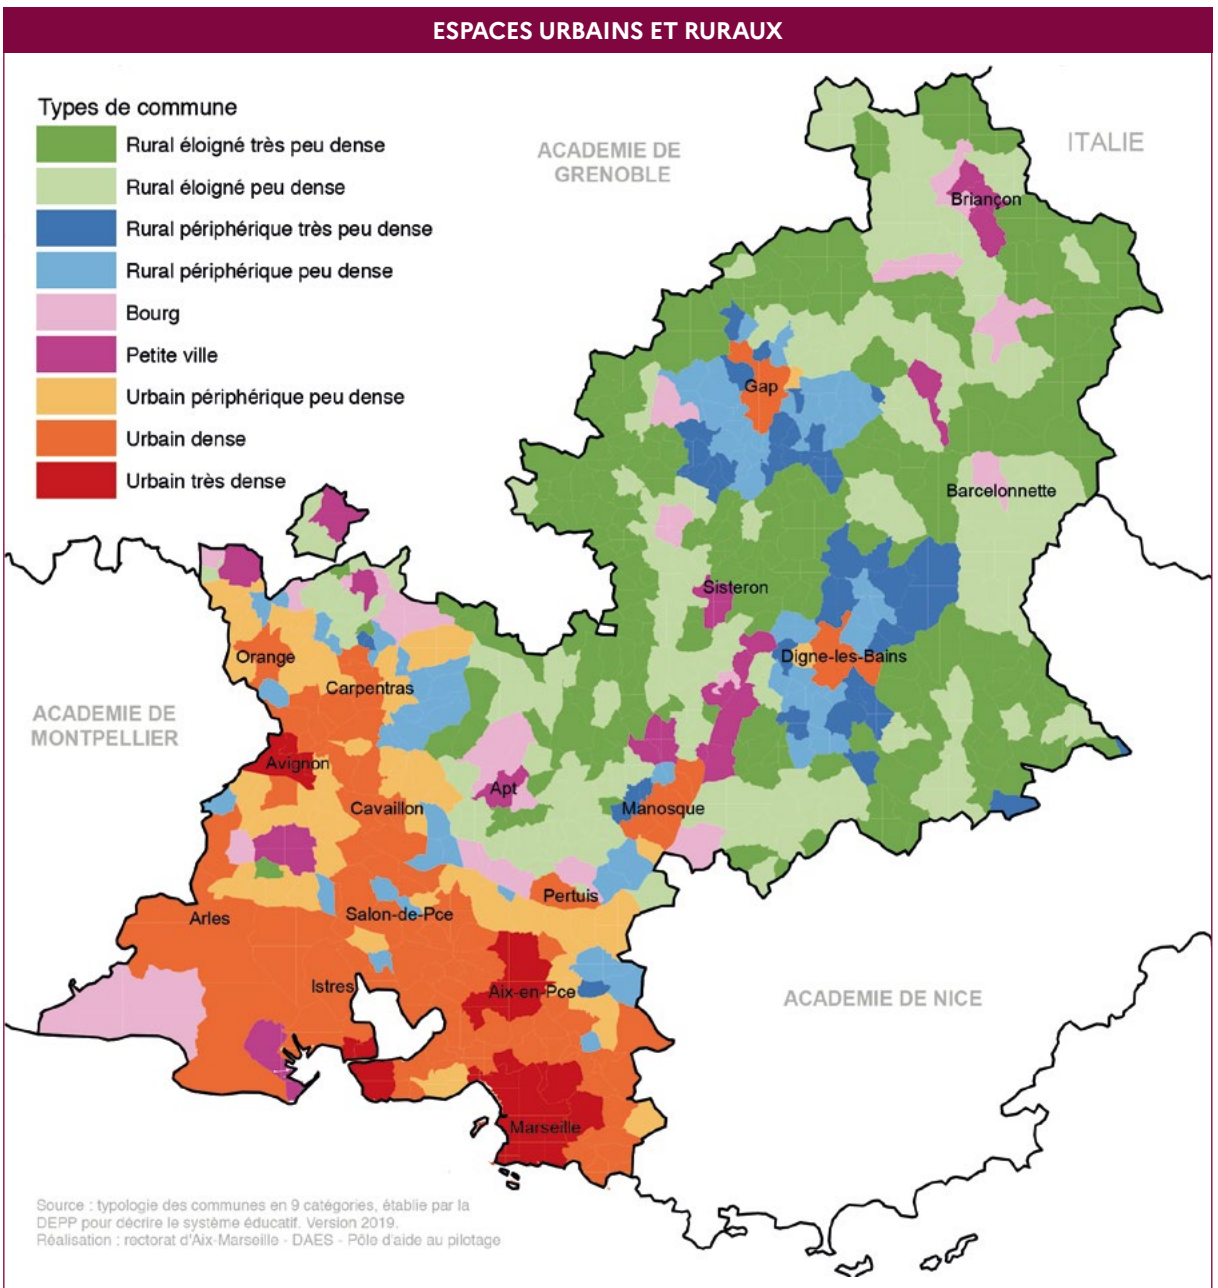 ESPACES URBAINS ET RURAUX
Types de commune
Rural éloigné très peu dense
Rural éloigné peu dense
Rural périphérique très peu dense
Rural périphérique peu dense
Bourg
Petite ville
Urbain périphérique peu dense
Urbain dense
Urbain très dense
ACADEMIE DE
GRENOBLE
ITALIE
Briançon
Gap
Barcelonnette
Sisteron
Digne-les-Bains
Orange
Carpentras
ACADEMIE DE
MONTPELLIER
Avignon
Apt
Cavaillon
Manosque
Pertuis
Arles
Salon-de-Pce
Istres
Aix-en-Pce
ACADEMIE DE NICE
Marseille
Source : typologie des communes en 9 catégories, établie par la
DEPP pour décrire le système éducatif. Version 2019.
Réalisation : rectorat d'Aix-Marseille - DAES - Pôle d'aide au pilotage